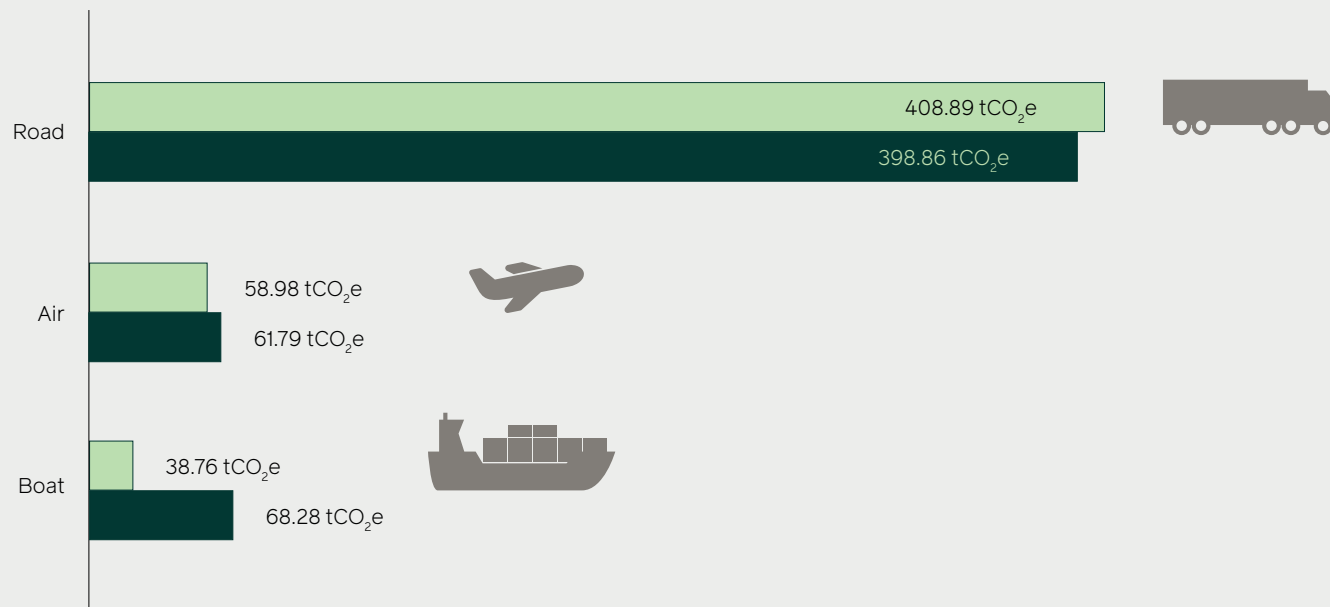 408.89 tCO₂e
Road
398.86 tCO₂e
58.98 tCO₂e
Air
61.79 tCO₂e
38.76 tCO₂e
Boat
68.28 tCO₂e